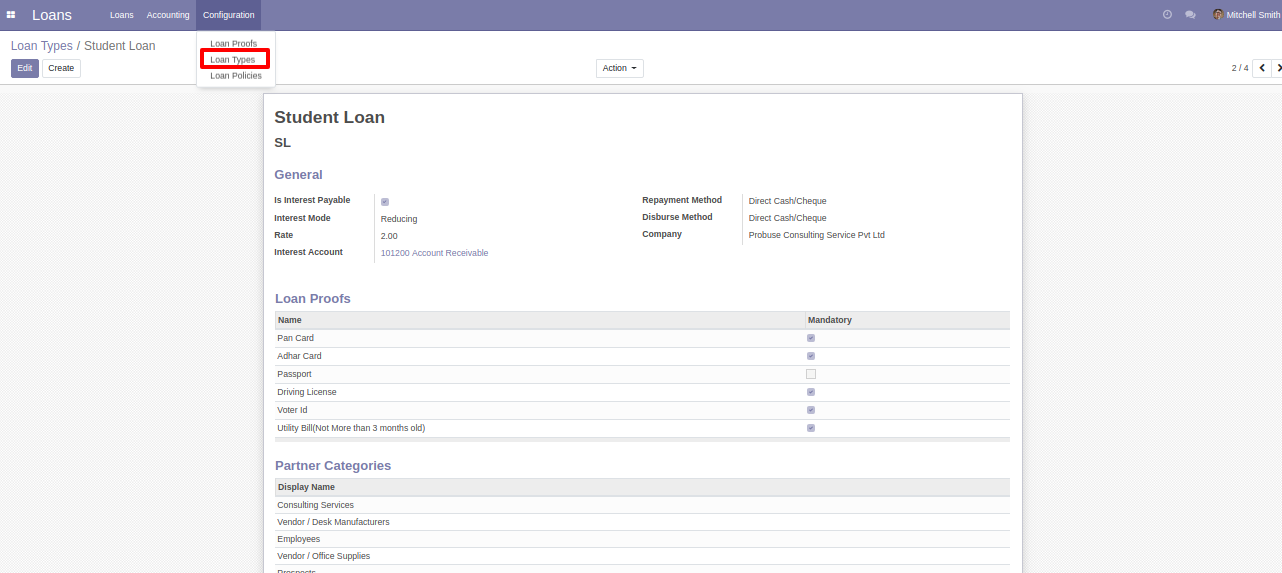 Loans Loans Accounting Configuration Mitchell Smith
Loan Types / Student Loan
Loan Proofs
Loan Types
Loan Policies
Edit Create Action 2 / 4
Student Loan
SL
General
Is Interest Payable
Interest Mode Reducing
Rate 2.00
Interest Account 101200 Account Receivable
Repayment Method Direct Cash/Cheque
Disburse Method Direct Cash/Cheque
Company Probuse Consulting Service Pvt Ltd
Loan Proofs
Name Mandatory
Pan Card
Adhar Card
Passport
Driving License
Voter Id
Utility Bill(Not More than 3 months old)
Partner Categories
Display Name
Consulting Services
Vendor / Desk Manufacturers
Employees
Vendor / Office Supplies
Prospects